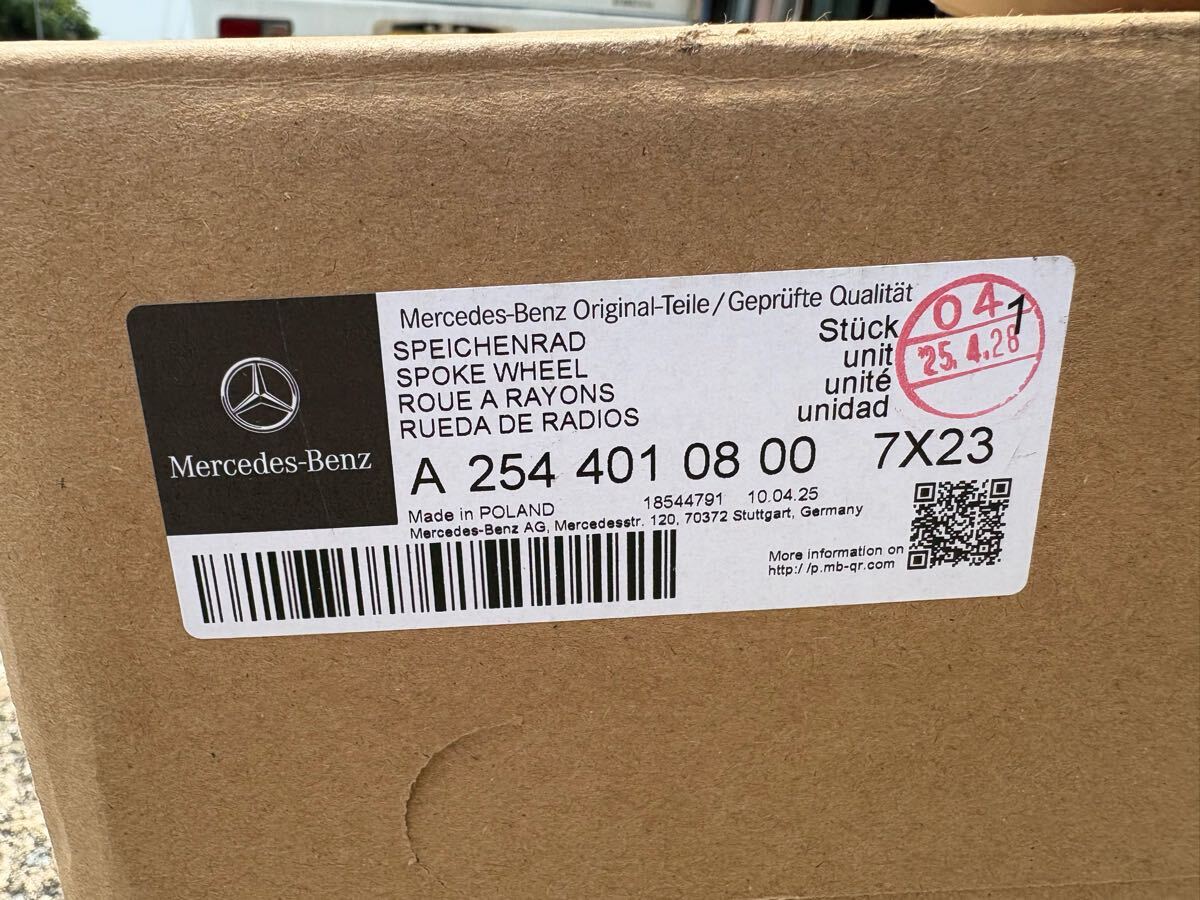 Mercedes-Benz
Mercedes-Benz Original-Teile/Geprüfte Qualität
SPEICHENRAD
SPOKE WHEEL
ROUE A RAYONS
RUEDA DE RADIOS
Stück 1
unit
unité
unidad
04
'25.4.28
A 254 401 08 00 7X23
Made in POLAND 18544791 10.04.25
Mercedes-Benz AG, Mercedesstr. 120, 70372 Stuttgart, Germany
More information on
http://p.mb-qr.com